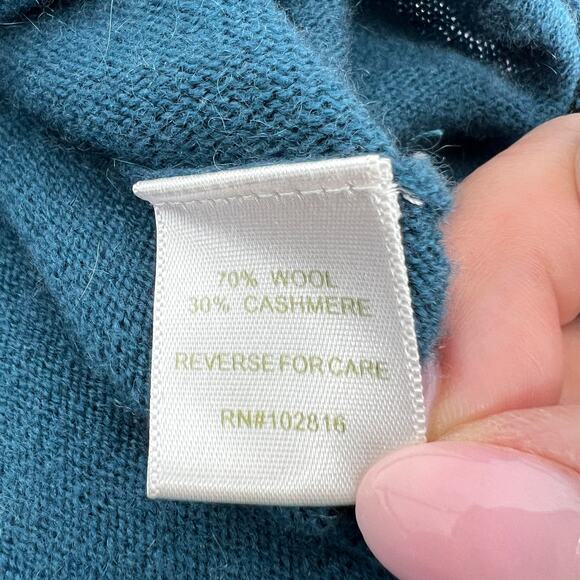 70% WOOL
30% CASHMERE
REVERSE FOR CARE
RN#102816